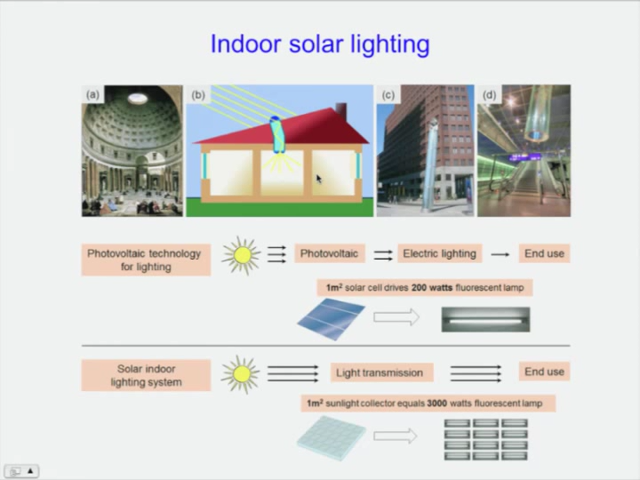 Indoor solar lighting
(a)
(b)
(c)
(d)
Photovoltaic technology
for lighting
Photovoltaic
Electric lighting
End use
1m² solar cell drives 200 watts fluorescent lamp
Solar indoor
lighting system
Light transmission
End use
1m² sunlight collector equals 3000 watts fluorescent lamp